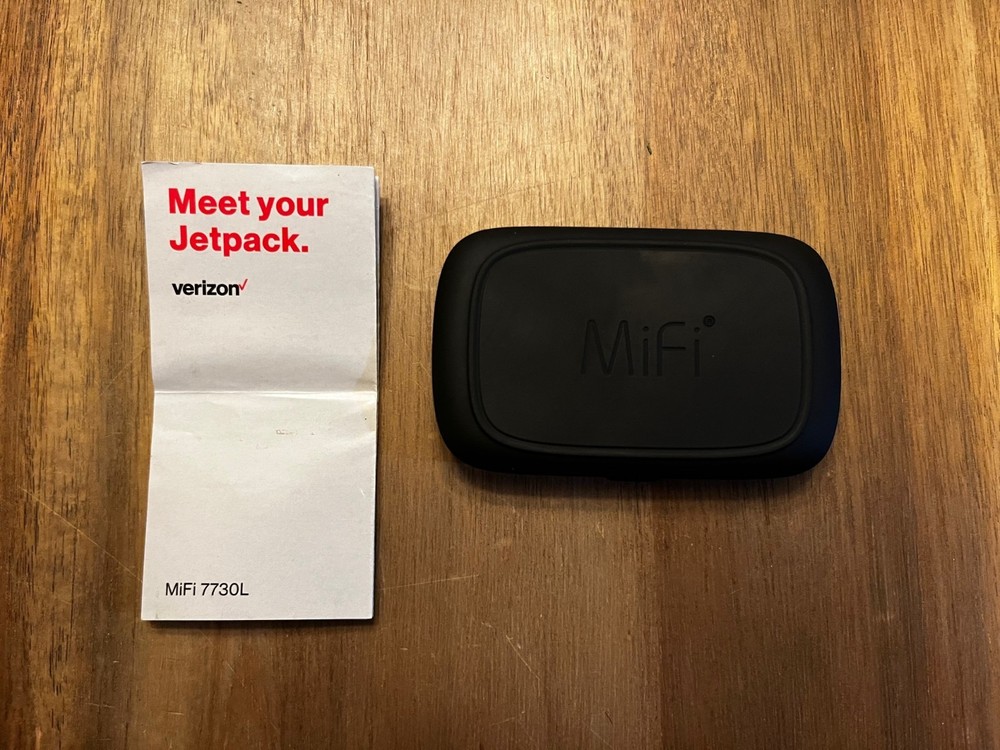 Meet your
Jetpack.
verizon✓
MiFi 7730L
MiFi®